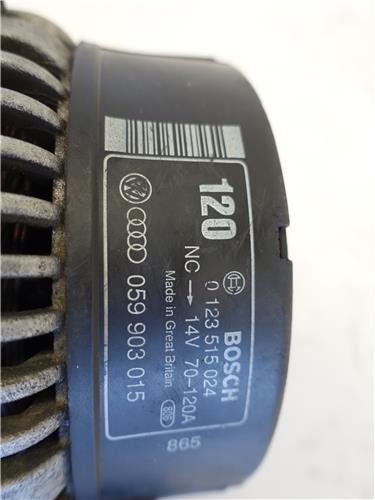 120
BOSCH
0 123 515 024
NC → 14V 70-120A
Made in Great Britain
059 903 015
865